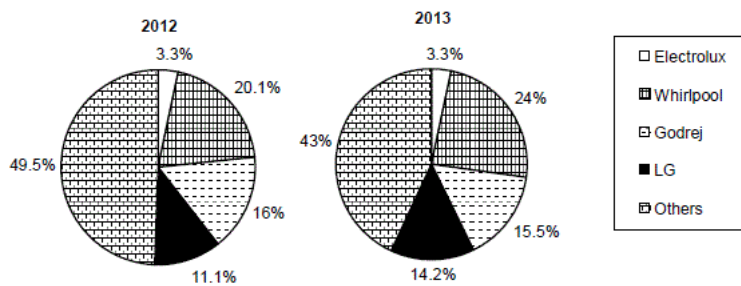 2012
3.3%
20.1%
16%
11.1%
49.5%
2013
3.3%
24%
15.5%
14.2%
43%
Electrolux
Whirlpool
Godrej
LG
Others